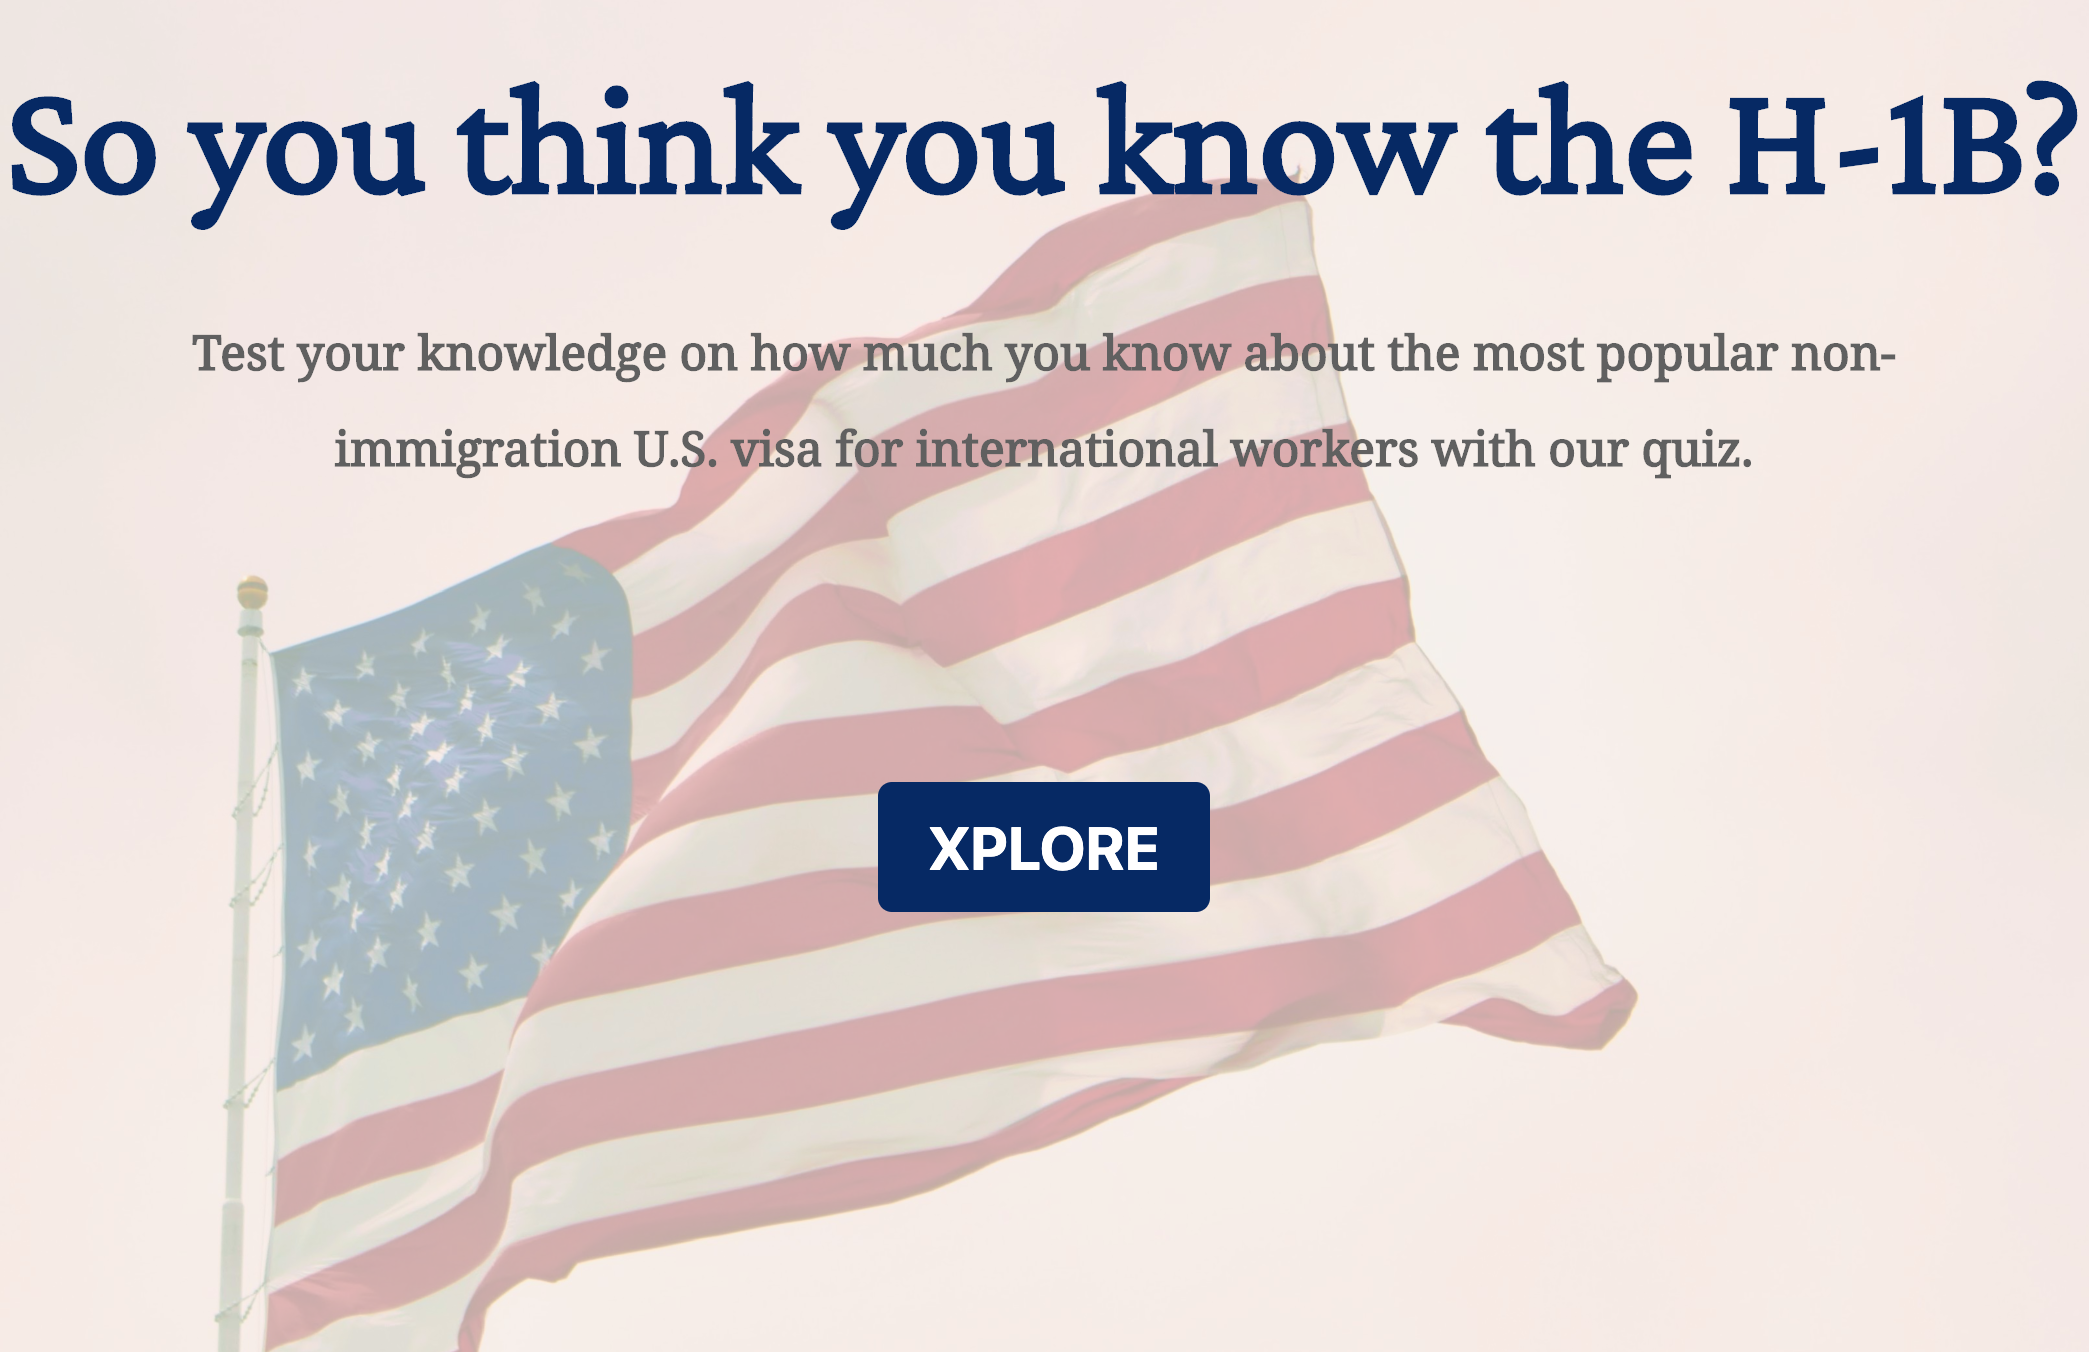 So you think you know the H-1B?
Test your knowledge on how much you know about the most popular non-
immigration U.S. visa for international workers with our quiz.
XPLORE